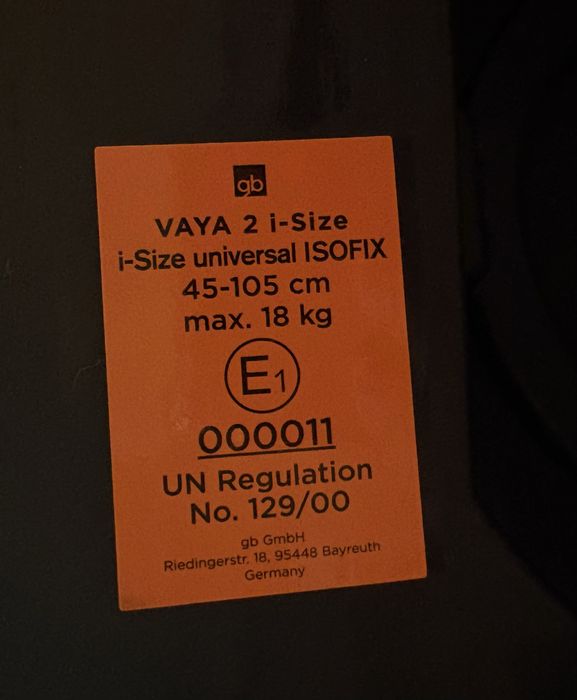 gb
VAYA 2 i-Size
i-Size universal ISOFIX
45-105 cm
max. 18 kg
E1
000011
UN Regulation
No. 129/00
gb GmbH
Riedingerstr. 18, 95448 Bayreuth
Germany